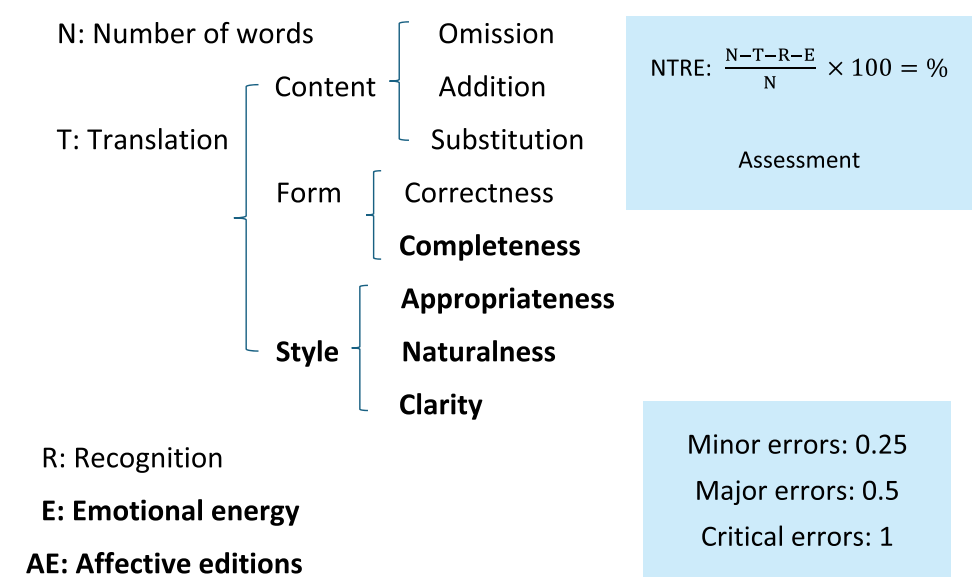 N: Number of words
T: Translation
Content
Omission
Addition
Substitution
Form
Correctness
Completeness
Style
Appropriateness
Naturalness
Clarity
R: Recognition
E: Emotional energy
AE: Affective editions
NTRE: N−T−R−E / N × 100 = %
Assessment
Minor errors: 0.25
Major errors: 0.5
Critical errors: 1